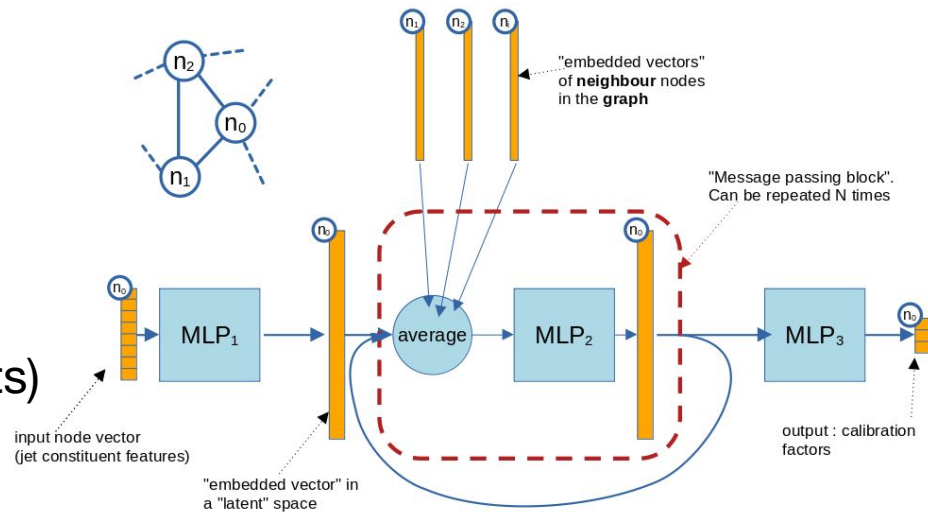 n₁
n₂
nᵢ
n₂
n₀
n₁
"embedded vectors"
of neighbour nodes
in the graph
"Message passing block".
Can be repeated N times
n₀
n₀
n₀
n₀
MLP₁
average
MLP₂
MLP₃
ts)
input node vector
(jet constituent features)
"embedded vector" in
a "latent" space
output : calibration
factors